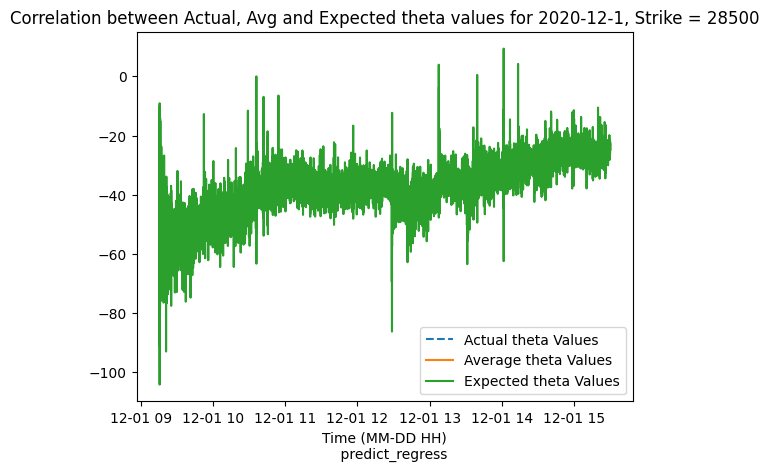 Correlation between Actual, Avg and Expected theta values for 2020-12-1, Strike = 28500
0
−20
−40
−60
−80
−100
Actual theta Values
Average theta Values
Expected theta Values
12-01 09 12-01 10 12-01 11 12-01 12 12-01 13 12-01 14 12-01 15
Time (MM-DD HH)
predict_regress